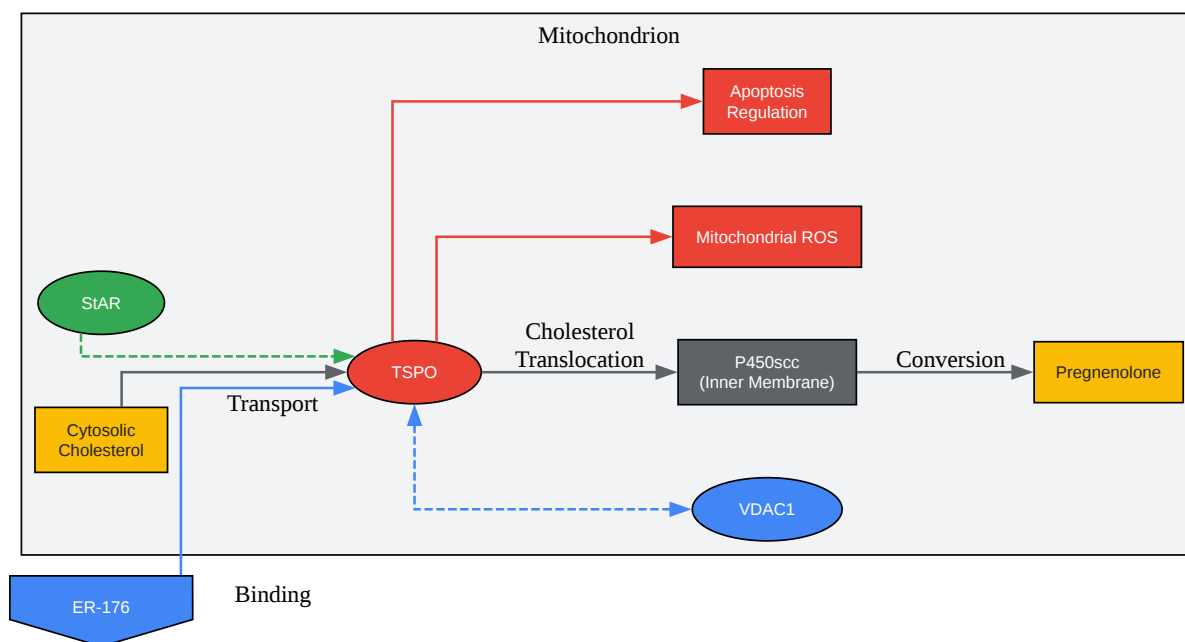 Mitochondrion
Apoptosis
Regulation
Mitochondrial ROS
StAR
Cholesterol
Translocation
TSPO
P450scc
(Inner Membrane)
Conversion
Pregnenolone
Transport
Cytosolic
Cholesterol
VDAC1
ER-176
Binding